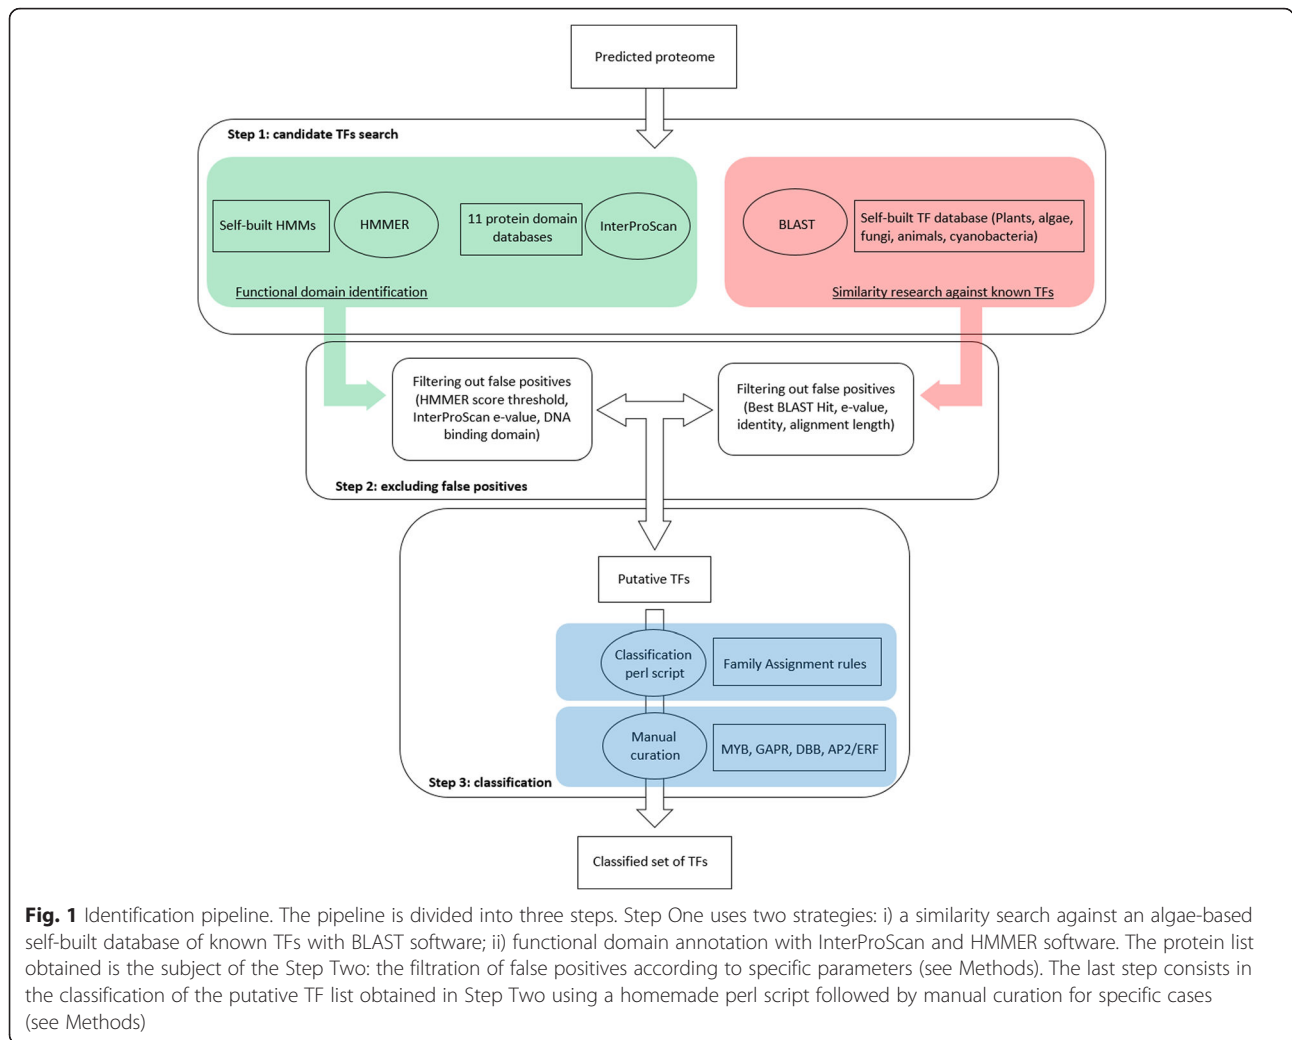 Predicted proteome
Step 1: candidate TFs search
Self-built HMMs
HMMER
11 protein domain
databases
InterProScan
Functional domain identification
BLAST
Self-built TF database (Plants, algae,
fungi, animals, cyanobacteria)
Similarity research against known TFs
Filtering out false positives
(HMMER score threshold,
InterProScan e-value, DNA
binding domain)
Filtering out false positives
(Best BLAST Hit, e-value,
identity, alignment length)
Step 2: excluding false positives
Putative TFs
Classification
perl script
Family Assignment rules
Manual
curation
MYB, GAPR, DBB, AP2/ERF
Step 3: classification
Classified set of TFs
Fig. 1 Identification pipeline. The pipeline is divided into three steps. Step One uses two strategies: i) a similarity search against an algae-based
self-built database of known TFs with BLAST software; ii) functional domain annotation with InterProScan and HMMER software. The protein list
obtained is the subject of the Step Two: the filtration of false positives according to specific parameters (see Methods). The last step consists in
the classification of the putative TF list obtained in Step Two using a homemade perl script followed by manual curation for specific cases
(see Methods)